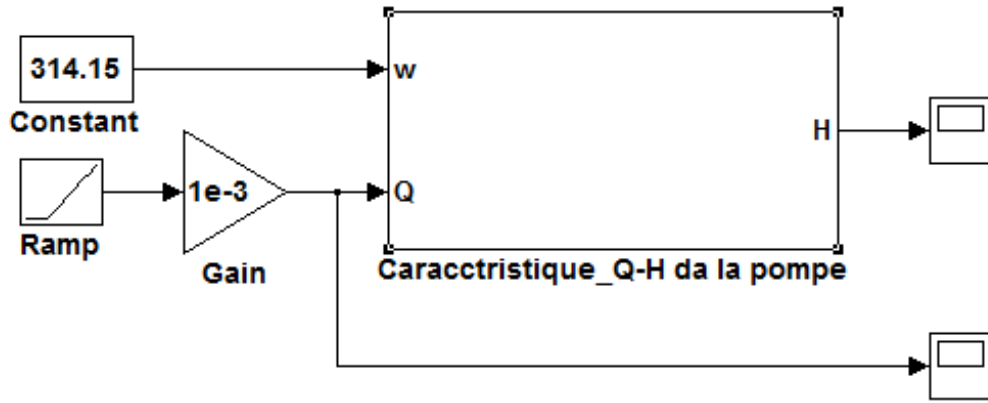 314.15
w
Constant
H
1e-3
Q
Ramp
Gain
Caracctristique_Q-H da la pompe